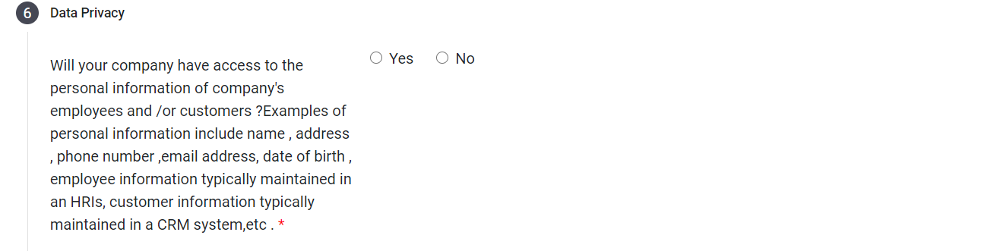 6 Data Privacy
Will your company have access to the
personal information of company's
employees and /or customers ?Examples of
personal information include name , address
, phone number ,email address, date of birth ,
employee information typically maintained in
an HRIs, customer information typically
maintained in a CRM system,etc . *
Yes No